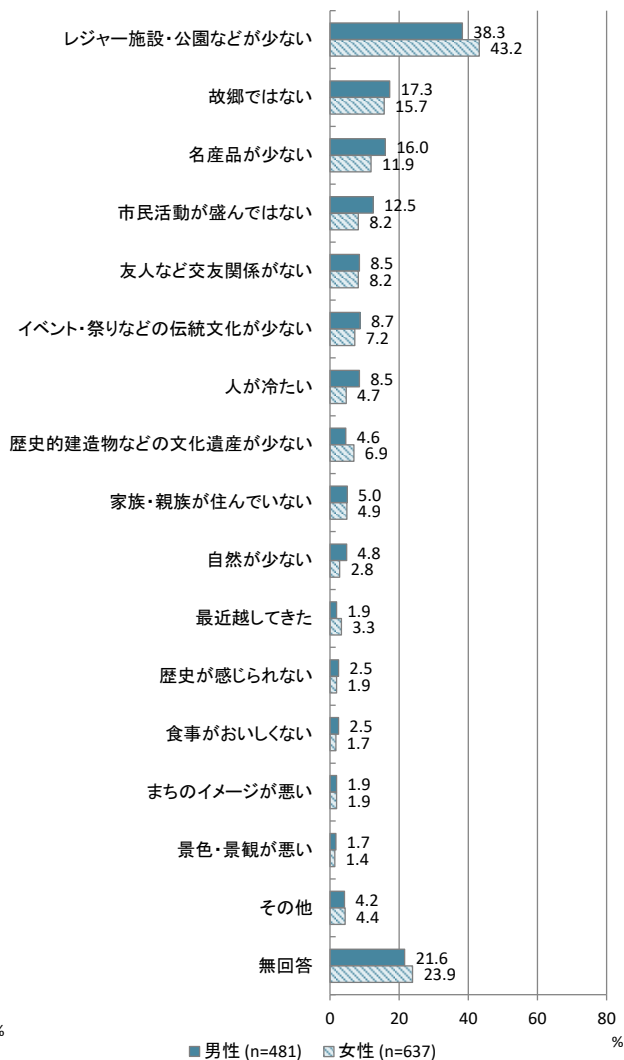 レジャー施設・公園などが少ない
38.3
43.2
故郷ではない
17.3
15.7
名産品が少ない
16.0
11.9
市民活動が盛んではない
12.5
8.2
友人など交友関係がない
8.5
8.2
イベント・祭りなどの伝統文化が少ない
8.7
7.2
人が冷たい
8.5
4.7
歴史的建造物などの文化遺産が少ない
4.6
6.9
家族・親族が住んでいない
5.0
4.9
自然が少ない
4.8
2.8
最近越してきた
1.9
3.3
歴史が感じられない
2.5
1.9
食事がおいしくない
2.5
1.7
まちのイメージが悪い
1.9
1.9
景色・景観が悪い
1.7
1.4
その他
4.2
4.4
無回答
21.6
23.9
0 20 40 60 80
%
%
男性 (n=481) 女性 (n=637)